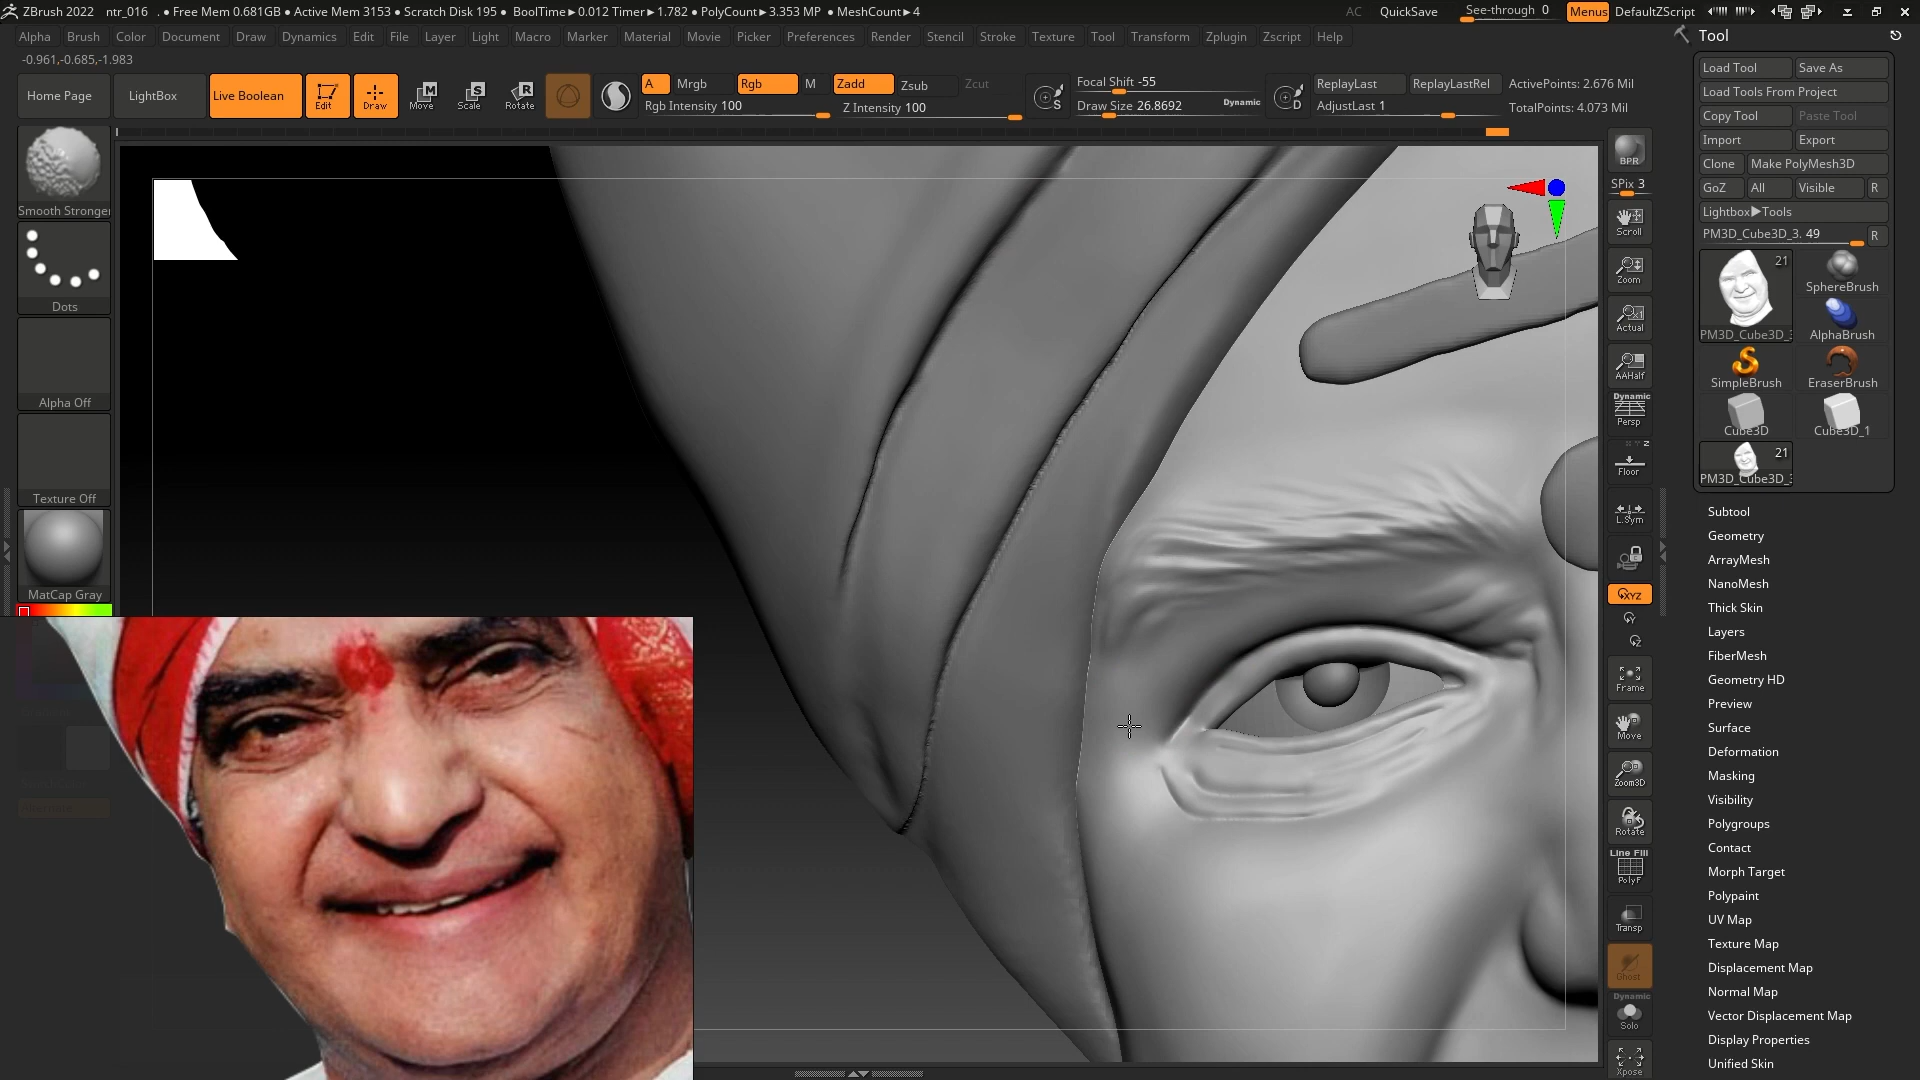 ZBrush 2022 ntr_016 . • Free Mem 0.681GB • Active Mem 3153 • Scratch Disk 195 • BoolTime►0.012 Timer►1.782 • PolyCount►3.353 MP • MeshCount►4 AC QuickSave See-through 0 Menus DefaultZScript
Alpha Brush Color Document Draw Dynamics Edit File Layer Light Macro Marker Material Movie Picker Preferences Render Stencil Stroke Texture Tool Transform Zplugin Zscript Help
-0.961,-0.685,-1.983
Home Page LightBox Live Boolean Edit Draw Move Scale Rotate
A Mrgb Rgb M Zadd Zsub Zcut
Rgb Intensity 100 Z Intensity 100
Focal Shift -55
Draw Size 26.8692 Dynamic
ReplayLast ReplayLastRel ActivePoints: 2.676 Mil
AdjustLast 1 TotalPoints: 4.073 Mil
Smooth Stronger
Dots
Alpha Off
Texture Off
MatCap Gray
BPR
SPix 3
Scroll
Zoom
Actual
AAHalf
Dynamic
Persp
Floor
L.Sym
XYZ
Frame
Move
Zoom3D
Rotate
Line Fill
PolyF
Transp
Ghost
Dynamic
Solo
Xpose
Tool
Load Tool Save As
Load Tools From Project
Copy Tool Paste Tool
Import Export
Clone Make PolyMesh3D
GoZ All Visible R
Lightbox►Tools
PM3D_Cube3D_3. 49 R
21
SphereBrush
PM3D_Cube3D_3 AlphaBrush
SimpleBrush EraserBrush
Cube3D Cube3D_1
21
PM3D_Cube3D_3
Subtool
Geometry
ArrayMesh
NanoMesh
Thick Skin
Layers
FiberMesh
Geometry HD
Preview
Surface
Deformation
Masking
Visibility
Polygroups
Contact
Morph Target
Polypaint
UV Map
Texture Map
Displacement Map
Normal Map
Vector Displacement Map
Display Properties
Unified Skin